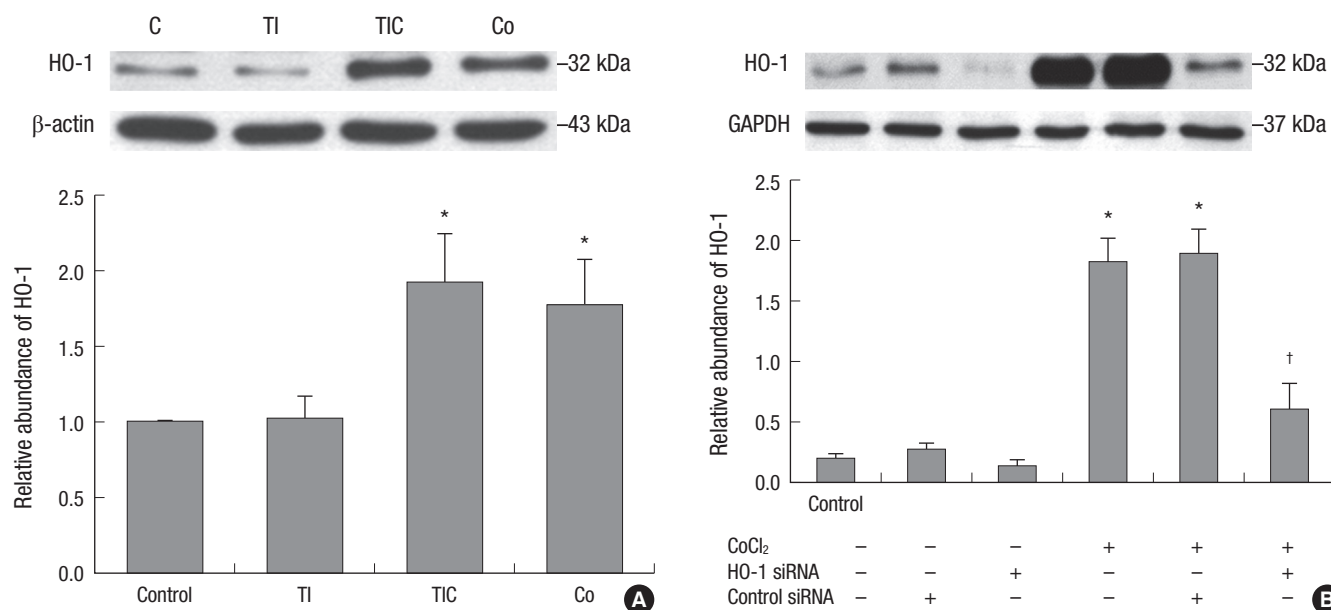 C TI TIC Co
HO-1 –32 kDa
β-actin –43 kDa
Relative abundance of HO-1
2.5
2.0
1.5
1.0
0.5
0.0
* *
Control TI TIC Co
A
HO-1 –32 kDa
GAPDH –37 kDa
Relative abundance of HO-1
2.5
2.0
1.5
1.0
0.5
0.0
* * †
Control
CoCl₂ – – – + + +
HO-1 siRNA – – + – – +
Control siRNA – + – – + –
B